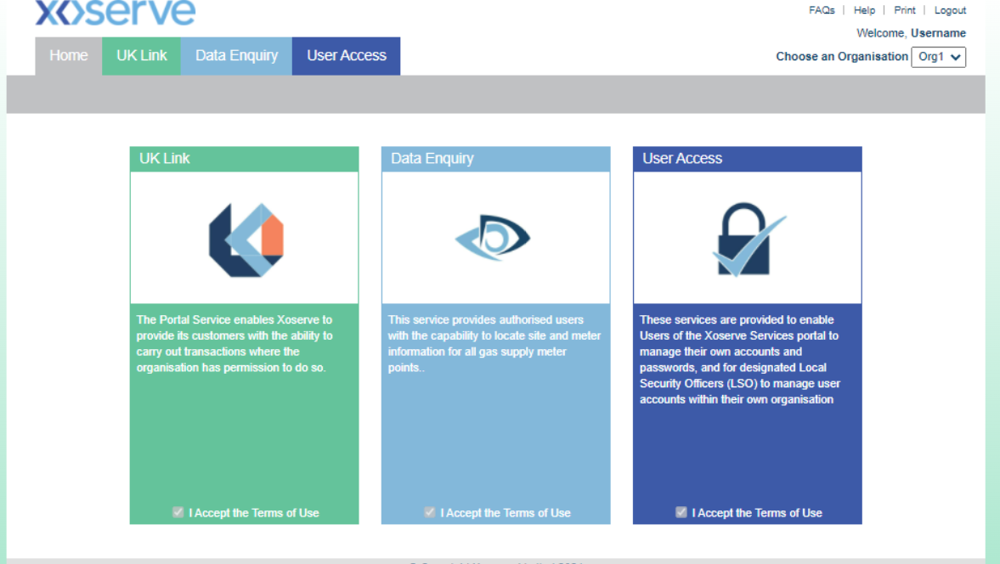 xoserve
FAQs | Help | Print | Logout
Welcome, Username
Home UK Link Data Enquiry User Access
Choose an Organisation Org1
UK Link
The Portal Service enables Xoserve to
provide its customers with the ability to
carry out transactions where the
organisation has permission to do so.
I Accept the Terms of Use
Data Enquiry
This service provides authorised users
with the capability to locate site and meter
information for all gas supply meter
points..
I Accept the Terms of Use
User Access
These services are provided to enable
Users of the Xoserve Services portal to
manage their own accounts and
passwords, and for designated Local
Security Officers (LSO) to manage user
accounts within their own organisation
I Accept the Terms of Use